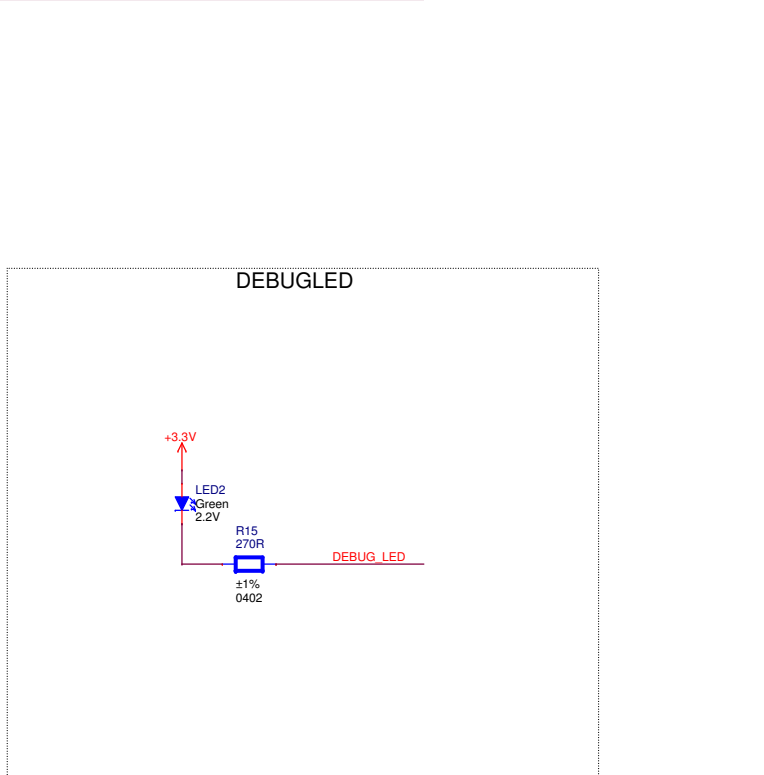 DEBUGLED
+3.3V
LED2
Green
2.2V
R15
270R
DEBUG_LED
±1%
0402